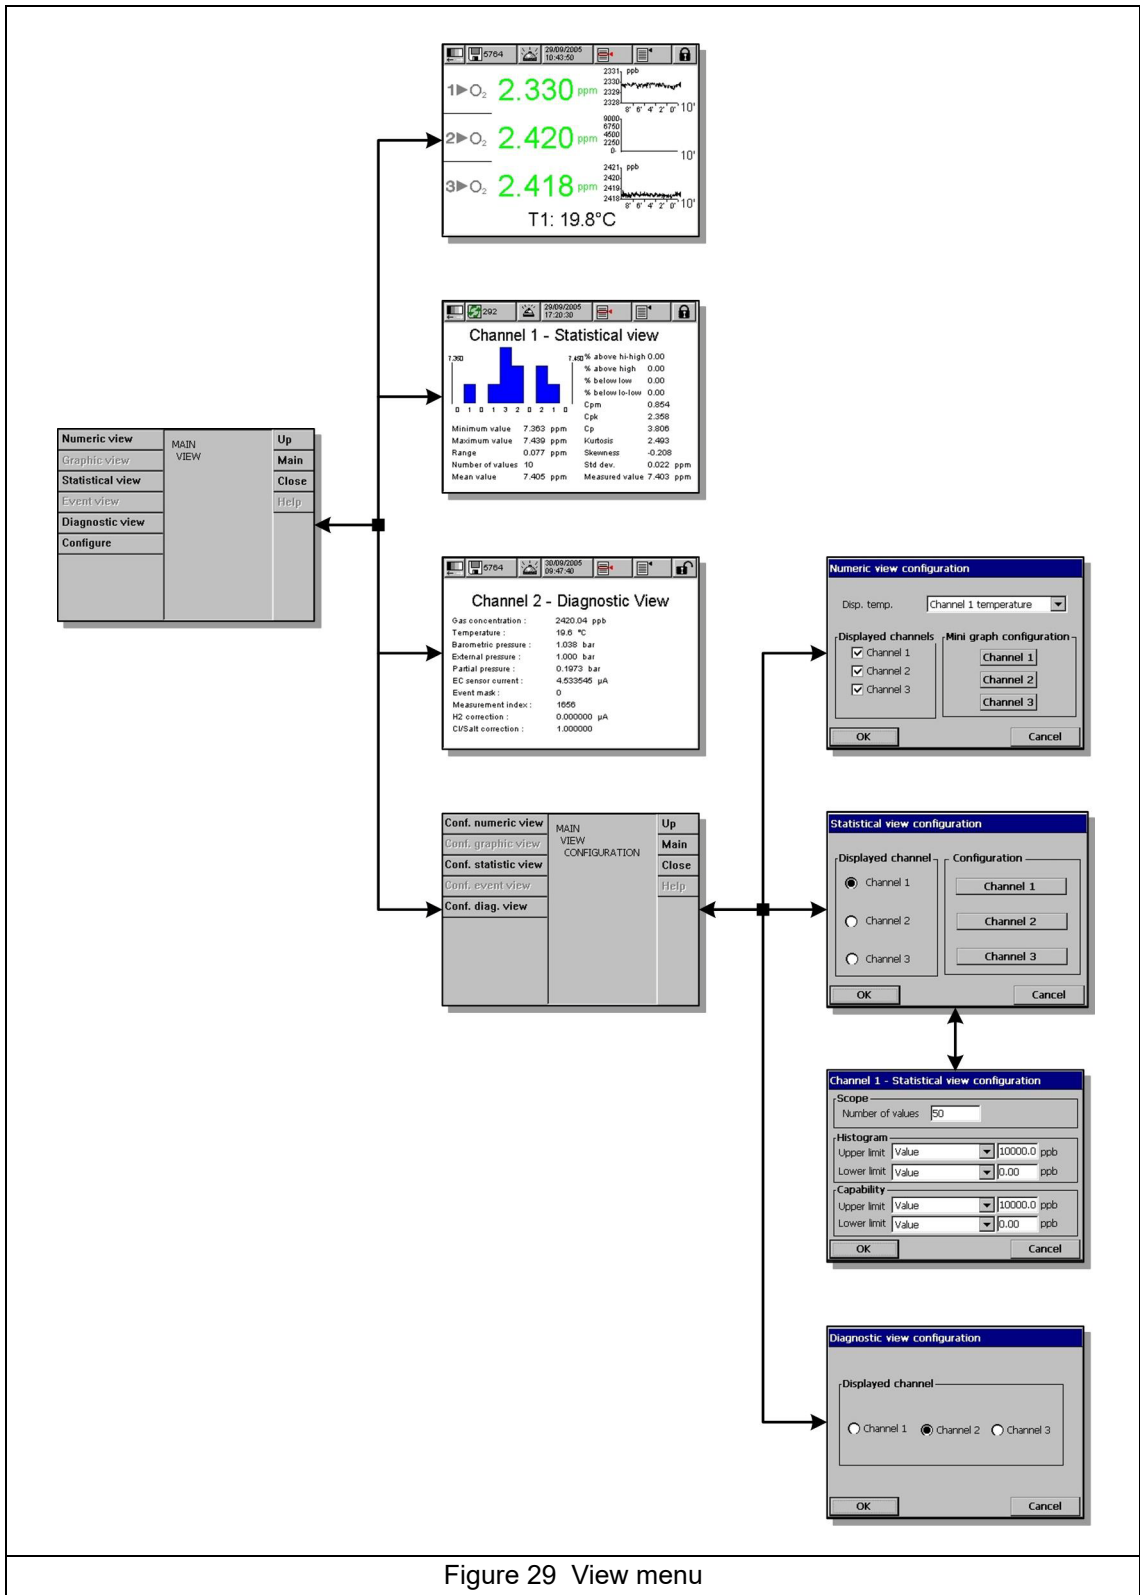 5764
29/09/2005
10:43:50
1 O2 2.330 ppm
2331 ppb
2330
2329
2328
8' 6' 4' 2' 0' 10'
2 O2 2.420 ppm
9000
6750
4500
2250
0
10'
3 O2 2.418 ppm
2421 ppb
2420
2419
2418
8' 6' 4' 2' 0' 10'
T1: 19.8°C
292
29/09/2005
17:20:30
Channel 1 - Statistical view
7.360 7.450
0 1 0 1 3 2 0 2 1 0
% above hi-high 0.00
% above high 0.00
% below low 0.00
% below lo-low 0.00
Cpm 0.854
Cpk 2.358
Minimum value 7.363 ppm Cp 3.806
Maximum value 7.439 ppm Kurtosis 2.493
Range 0.077 ppm Skewness -0.208
Number of values 10 Std dev. 0.022 ppm
Mean value 7.405 ppm Measured value 7.403 ppm
Numeric view
Graphic view
Statistical view
Event view
Diagnostic view
Configure
MAIN
VIEW
Up
Main
Close
Help
5764
30/09/2005
09:47:40
Channel 2 - Diagnostic View
Gas concentration : 2420.04 ppb
Temperature : 19.6 °C
Barometric pressure : 1.038 bar
External pressure : 1.000 bar
Partial pressure : 0.1973 bar
EC sensor current : 4.533545 µA
Event mask : 0
Measurement index : 1656
H2 correction : 0.000000 µA
Cl/Salt correction : 1.000000
Conf. numeric view
Conf. graphic view
Conf. statistic view
Conf. event view
Conf. diag. view
MAIN
VIEW
CONFIGURATION
Up
Main
Close
Help
Numeric view configuration
Disp. temp. Channel 1 temperature
Displayed channels
Channel 1
Channel 2
Channel 3
Mini graph configuration
Channel 1
Channel 2
Channel 3
OK Cancel
Statistical view configuration
Displayed channel
Channel 1
Channel 2
Channel 3
Configuration
Channel 1
Channel 2
Channel 3
OK Cancel
Channel 1 - Statistical view configuration
Scope
Number of values 50
Histogram
Upper limit Value 10000.0 ppb
Lower limit Value 0.00 ppb
Capability
Upper limit Value 10000.0 ppb
Lower limit Value 0.00 ppb
OK Cancel
Diagnostic view configuration
Displayed channel
Channel 1 Channel 2 Channel 3
OK Cancel
Figure 29 View menu